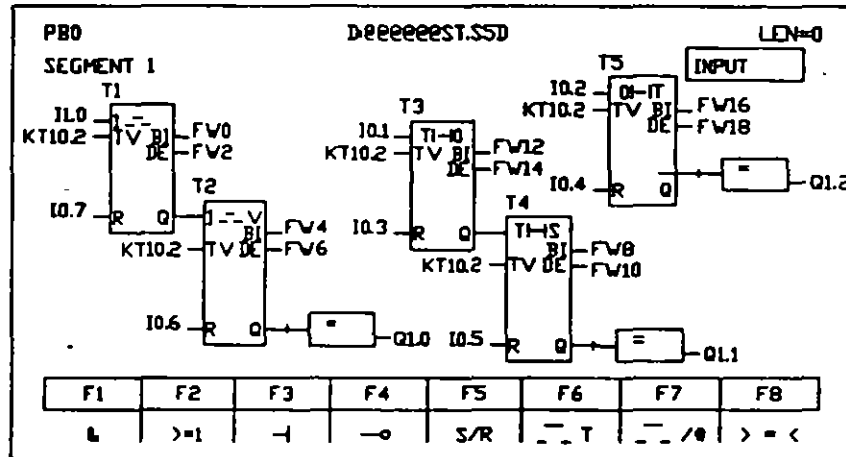 PB0 D:@@@@@@ST.S5D LEN=0
SEGMENT 1 INPUT
T1
I1.0
KT10.2 TV BI FW0
DE FW2
I0.7 R Q
T2
KT10.2 TV BI FW4
DE FW6
I0.6 R Q = Q1.0
T3
I0.1 T|-|0
KT10.2 TV BI FW12
DE FW14
I0.3 R Q
T4
T|-|S
KT10.2 TV BI FW8
DE FW10
I0.5 R Q = Q1.1
T5
I0.2 0|-|T
KT10.2 TV BI FW16
DE FW18
I0.4 R Q = Q1.2
F1 F2 F3 F4 F5 F6 F7 F8
& >=1 S/R T > = <